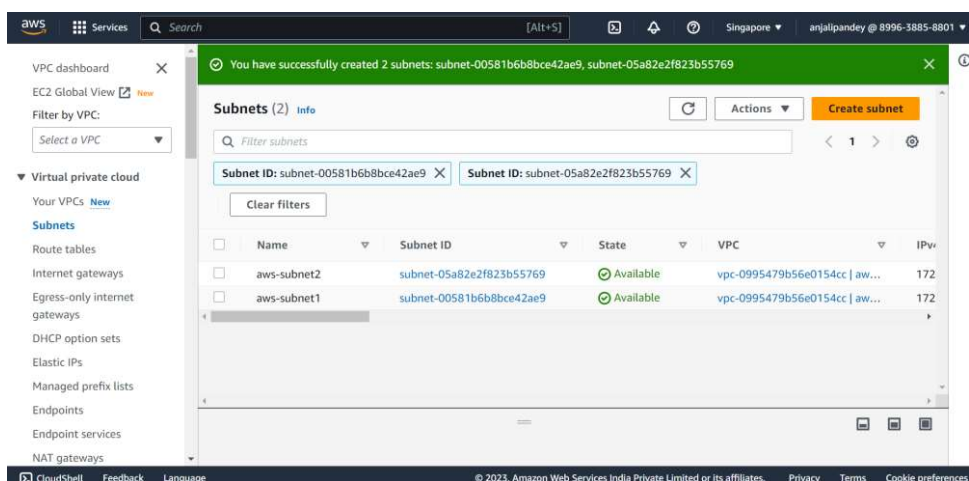 aws Services Search [Alt+S] Singapore ▼ anjalipandey @ 8996-3885-8801 ▼
VPC dashboard
EC2 Global View New
Filter by VPC:
Select a VPC
Virtual private cloud
Your VPCs New
Subnets
Route tables
Internet gateways
Egress-only internet
gateways
DHCP option sets
Elastic IPs
Managed prefix lists
Endpoints
Endpoint services
NAT gateways
You have successfully created 2 subnets: subnet-00581b6b8bce42ae9, subnet-05a82e2f823b55769
Subnets (2) Info Actions ▼ Create subnet
Filter subnets 1
Subnet ID: subnet-00581b6b8bce42ae9 Subnet ID: subnet-05a82e2f823b55769
Clear filters
Name Subnet ID State VPC IPv4
aws-subnet2 subnet-05a82e2f823b55769 Available vpc-0995479b56e0154cc | aw... 172
aws-subnet1 subnet-00581b6b8bce42ae9 Available vpc-0995479b56e0154cc | aw... 172
CloudShell Feedback Language © 2023, Amazon Web Services India Private Limited or its affiliates. Privacy Terms Cookie preferences